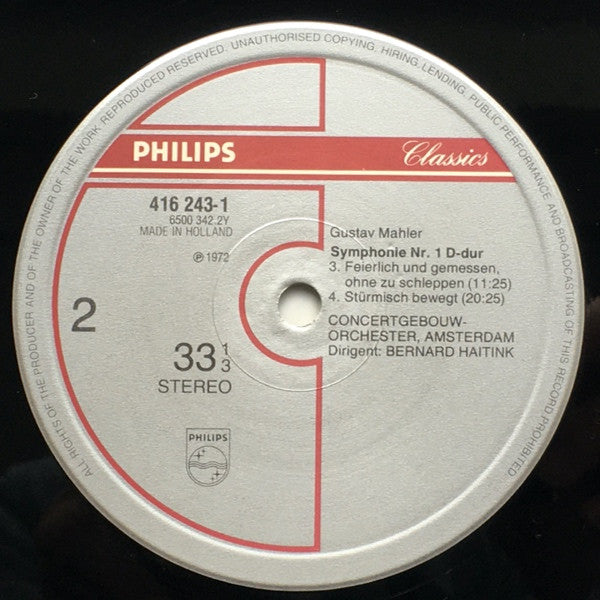 ALL RIGHTS OF THE PRODUCER AND OF THE OWNER OF THE WORK REPRODUCED RESERVED. UNAUTHORISED COPYING, HIRING, LENDING, PUBLIC PERFORMANCE AND BROADCASTING OF THIS RECORD PROHIBITED
PHILIPS
Classics
416 243-1
6500 342.2Y
MADE IN HOLLAND
℗ 1972
2
33 1/3
STEREO
PHILIPS
Gustav Mahler
Symphonie Nr. 1 D-dur
3. Feierlich und gemessen,
ohne zu schleppen (11:25)
4. Stürmisch bewegt (20:25)
CONCERTGEBOUW-
ORCHESTER, AMSTERDAM
Dirigent: BERNARD HAITINK